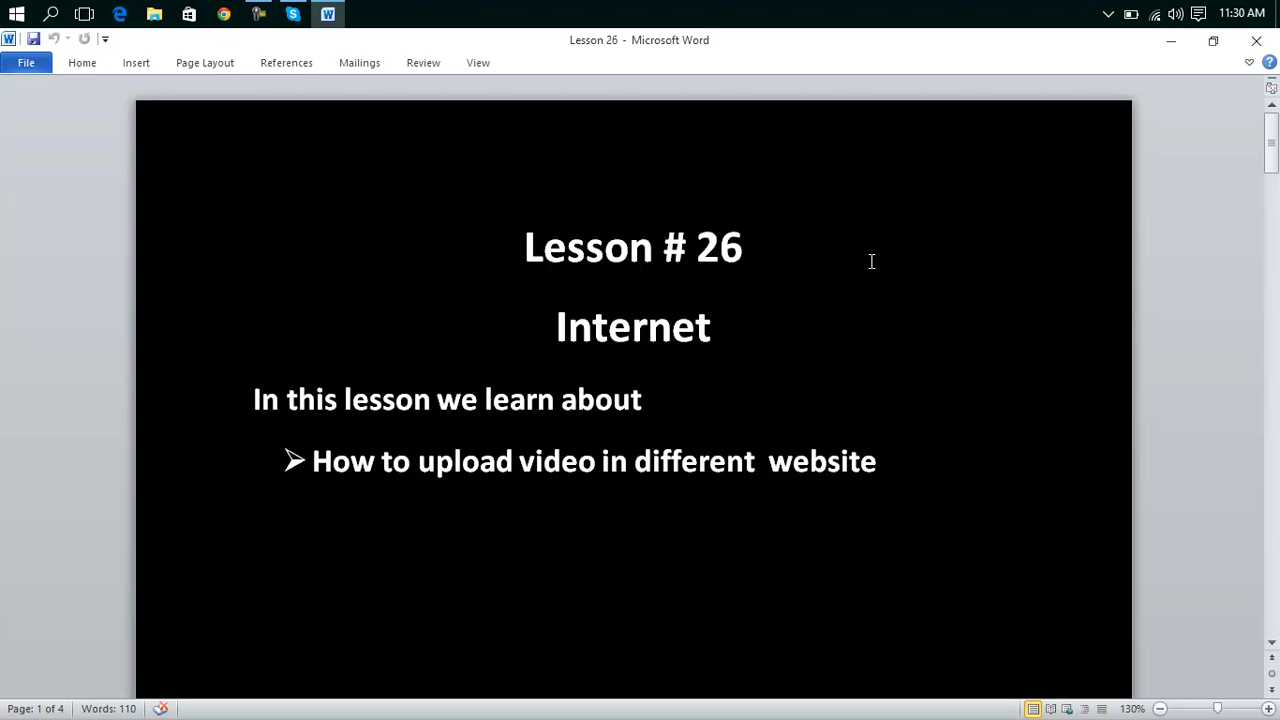 11:30 AM
Lesson 26 - Microsoft Word
File Home Insert Page Layout References Mailings Review View
Lesson # 26
Internet
In this lesson we learn about
➢ How to upload video in different  website
Page: 1 of 4 Words: 110 130%